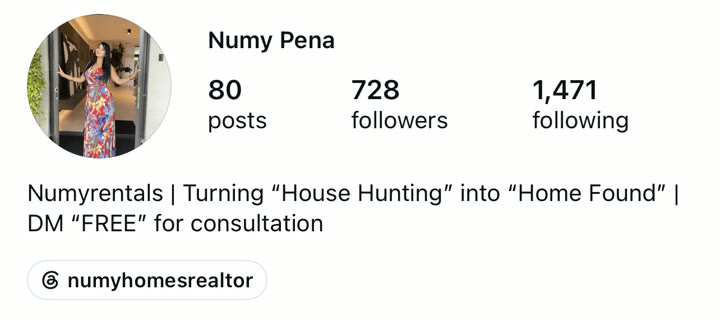 Numy Pena
80 728 1,471
posts followers following
Numyrentals | Turning “House Hunting” into “Home Found” |
DM “FREE” for consultation
numyhomesrealtor